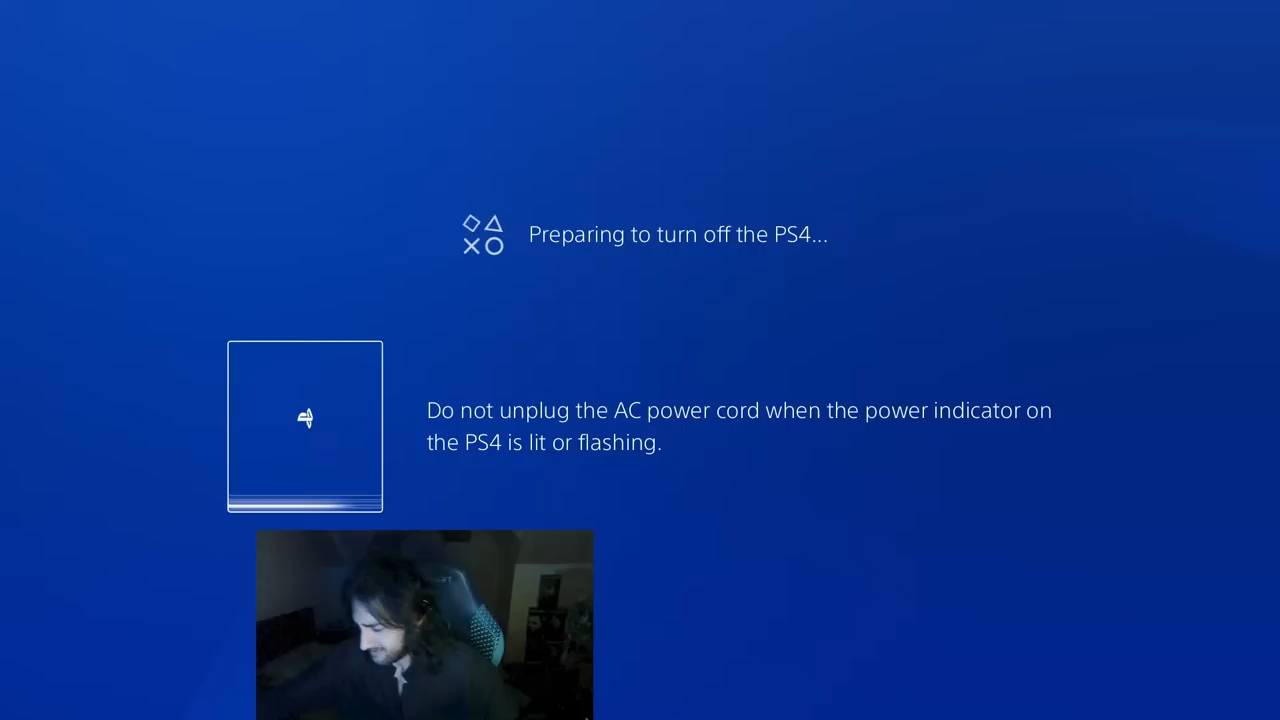 Preparing to turn off the PS4...
Do not unplug the AC power cord when the power indicator on
the PS4 is lit or flashing.